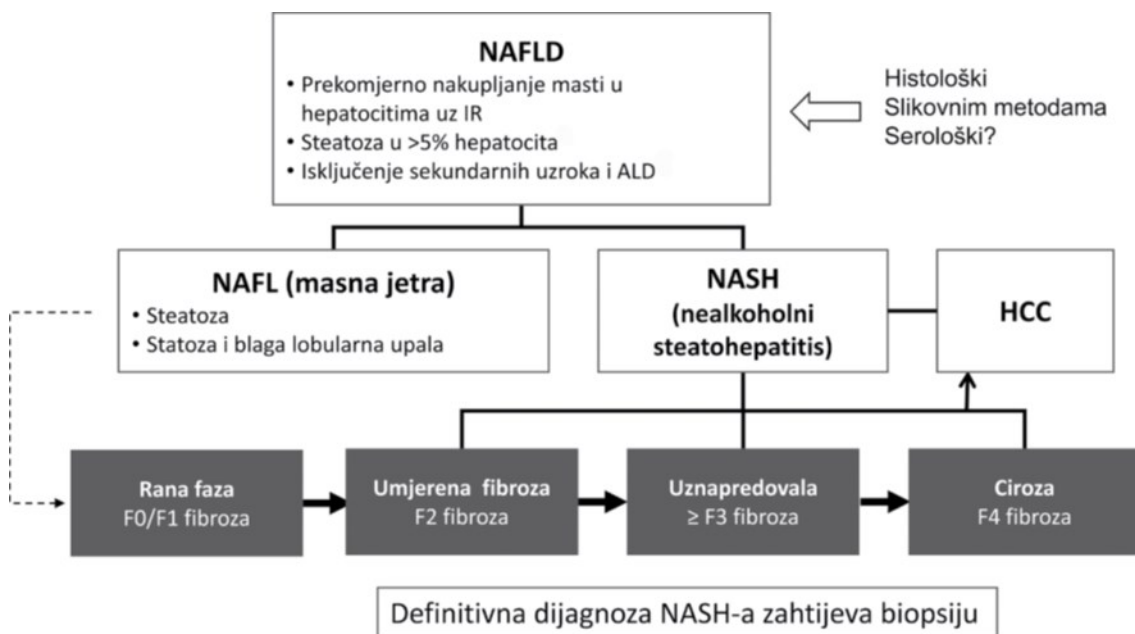 NAFLD
• Prekomjerno nakupljanje masti u
hepatocitima uz IR
• Steatoza u >5% hepatocita
• Isključenje sekundarnih uzroka i ALD
Histološki
Slikovnim metodama
Serološki?
NAFL (masna jetra)
• Steatoza
• Statoza i blaga lobularna upala
NASH
(nealkoholni
steatohepatitis)
HCC
Rana faza
F0/F1 fibroza
Umjerena fibroza
F2 fibroza
Uznapredovala
≥ F3 fibroza
Ciroza
F4 fibroza
Definitivna dijagnoza NASH-a zahtijeva biopsiju